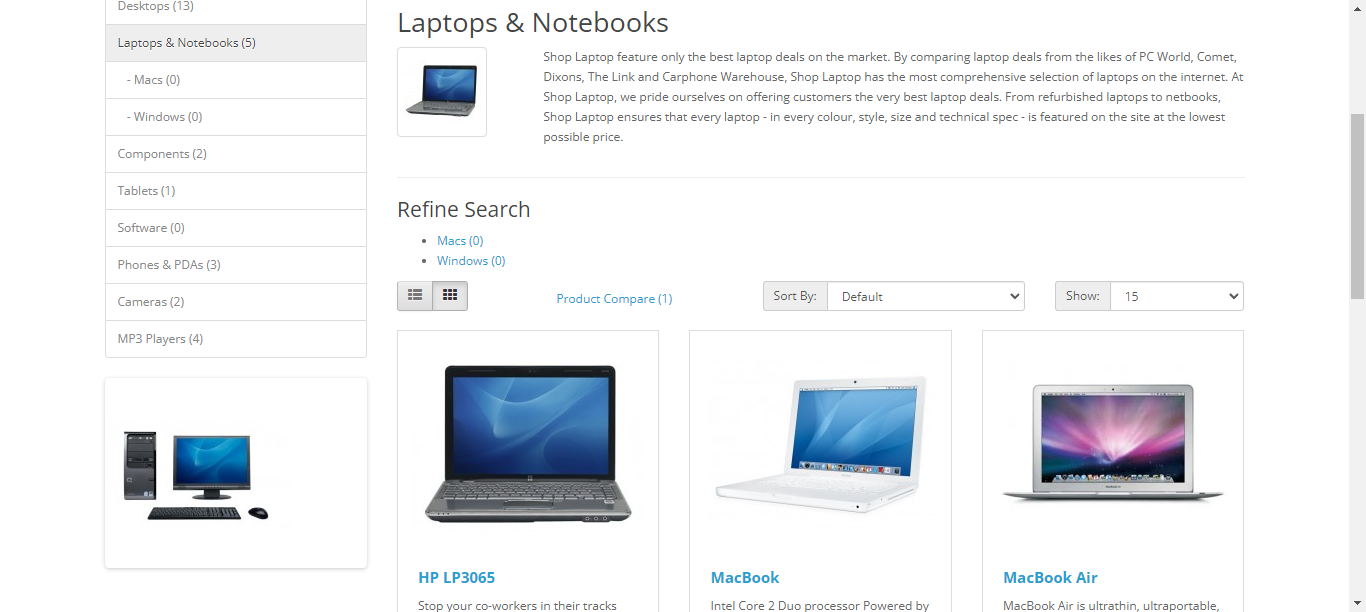 Desktops (13)
Laptops & Notebooks (5)
- Macs (0)
- Windows (0)
Components (2)
Tablets (1)
Software (0)
Phones & PDAs (3)
Cameras (2)
MP3 Players (4)
Laptops & Notebooks
Shop Laptop feature only the best laptop deals on the market. By comparing laptop deals from the likes of PC World, Comet,
Dixons, The Link and Carphone Warehouse, Shop Laptop has the most comprehensive selection of laptops on the internet. At
Shop Laptop, we pride ourselves on offering customers the very best laptop deals. From refurbished laptops to netbooks,
Shop Laptop ensures that every laptop - in every colour, style, size and technical spec - is featured on the site at the lowest
possible price.
Refine Search
Macs (0)
Windows (0)
Product Compare (1)
Sort By: Default
Show: 15
HP LP3065
Stop your co-workers in their tracks
MacBook
Intel Core 2 Duo processor Powered by
MacBook Air
MacBook Air is ultrathin, ultraportable,